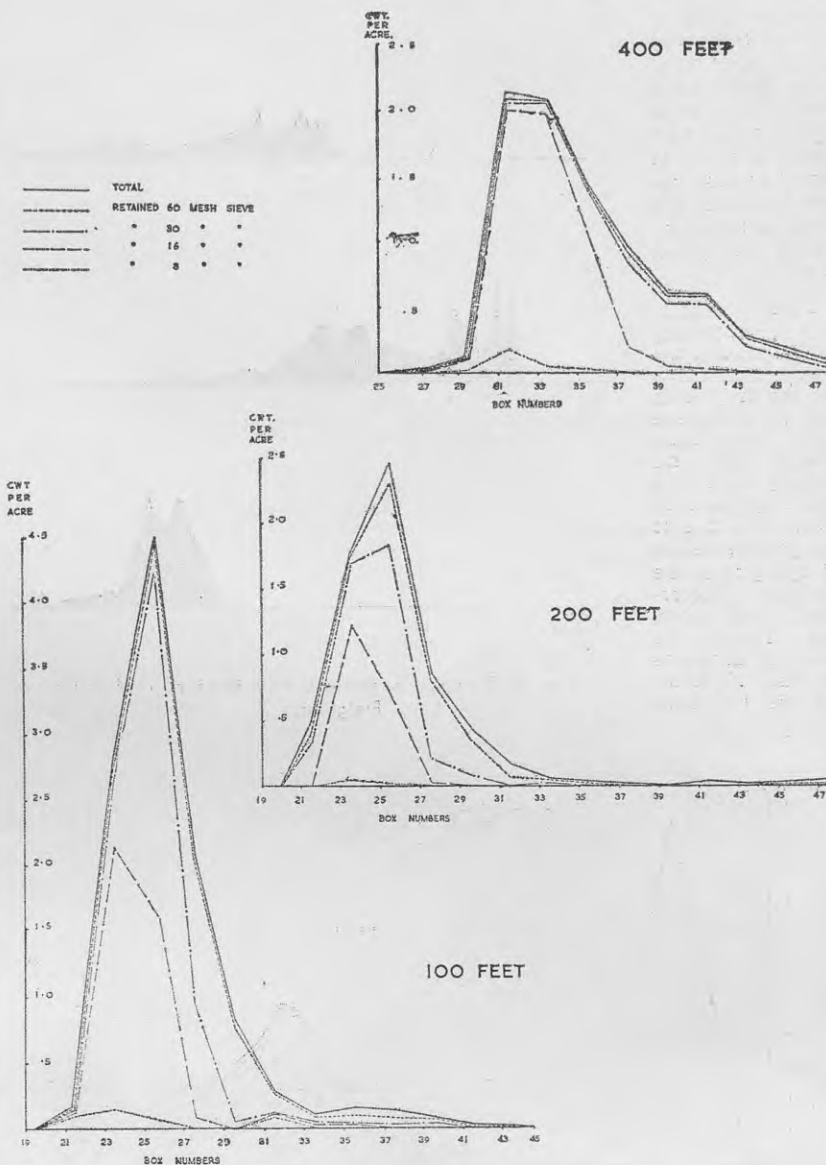 CWT.
PER
ACRE.
400 FEET
2.5
2.0
1.5
1.0
.5
25 27 29 31 33 35 37 39 41 43 45 47
BOX NUMBERS
TOTAL
RETAINED 60 MESH SIEVE
" 30 " "
" 16 " "
" 8 " "
CWT.
PER
ACRE
2.5
2.0
1.5
1.0
.5
200 FEET
19 21 23 25 27 29 31 33 35 37 39 41 43 45 47
BOX NUMBERS
CWT
PER
ACRE
4.5
4.0
3.5
3.0
2.5
2.0
1.5
1.0
.5
100 FEET
19 21 23 25 27 29 31 33 35 37 39 41 43 45
BOX NUMBERS